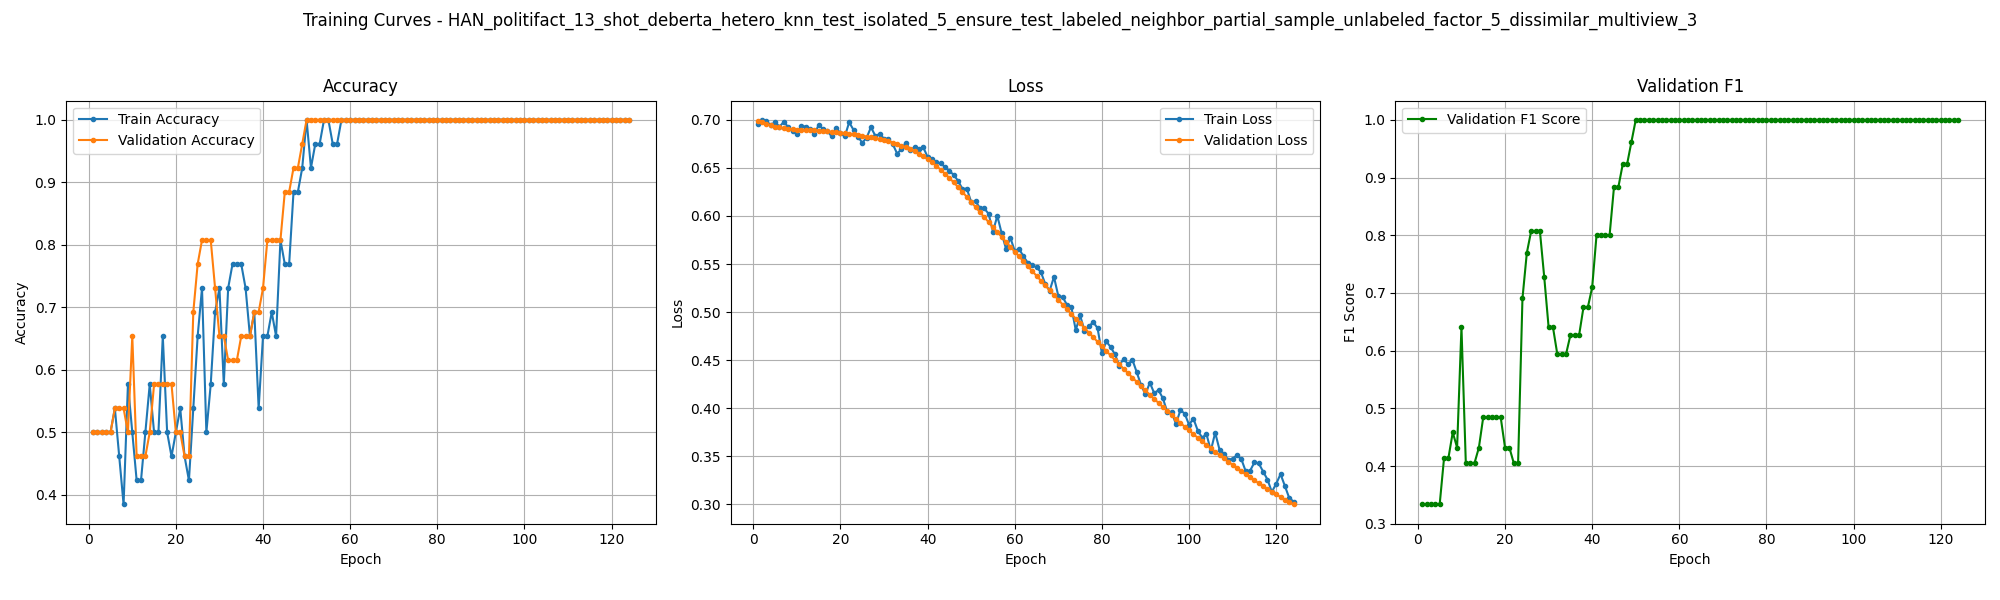 Training Curves - HAN_politifact_13_shot_deberta_hetero_knn_test_isolated_5_ensure_test_labeled_neighbor_partial_sample_unlabeled_factor_5_dissimilar_multiview_3
Accuracy
Train Accuracy
Validation Accuracy
Accuracy
1.0
0.9
0.8
0.7
0.6
0.5
0.4
0 20 40 60 80 100 120
Epoch
Loss
Train Loss
Validation Loss
Loss
0.70
0.65
0.60
0.55
0.50
0.45
0.40
0.35
0.30
0 20 40 60 80 100 120
Epoch
Validation F1
Validation F1 Score
F1 Score
1.0
0.9
0.8
0.7
0.6
0.5
0.4
0.3
0 20 40 60 80 100 120
Epoch